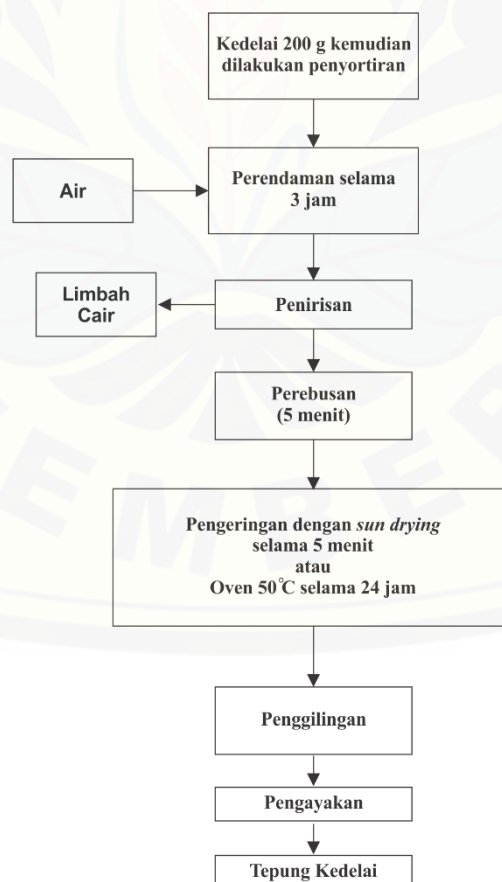 Kedelai 200 g kemudian
dilakukan penyortiran
Air
Perendaman selama
3 jam
Limbah
Cair
Penirisan
Perebusan
(5 menit)
Pengeringan dengan sun drying
selama 5 menit
atau
Oven 50°C selama 24 jam
Penggilingan
Pengayakan
Tepung Kedelai
EMBE